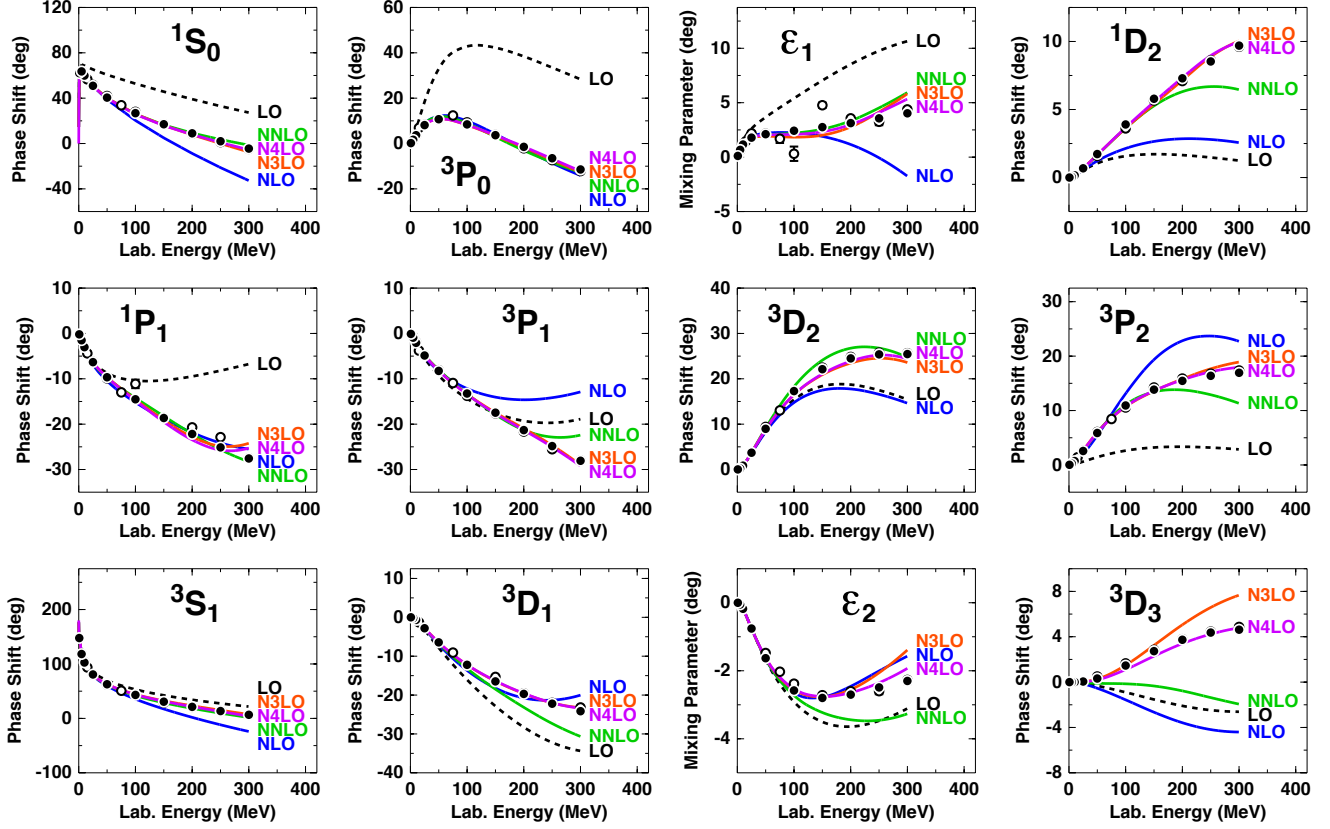 120
80
40
0
-40
0 100 200 300 400
Phase Shift (deg)
Lab. Energy (MeV)
¹S₀
LO
NNLO
N4LO
N3LO
NLO
60
40
20
0
-20
0 100 200 300 400
Phase Shift (deg)
Lab. Energy (MeV)
³P₀
LO
N4LO
N3LO
NNLO
NLO
15
10
5
0
-5
0 100 200 300 400
Mixing Parameter (deg)
Lab. Energy (MeV)
ε₁
LO
NNLO
N3LO
N4LO
NLO
10
5
0
0 100 200 300 400
Phase Shift (deg)
Lab. Energy (MeV)
¹D₂
N3LO
N4LO
NNLO
NLO
LO
10
0
-10
-20
-30
0 100 200 300 400
Phase Shift (deg)
Lab. Energy (MeV)
¹P₁
LO
N3LO
N4LO
NLO
NNLO
10
0
-10
-20
-30
0 100 200 300 400
Phase Shift (deg)
Lab. Energy (MeV)
³P₁
NLO
LO
NNLO
N3LO
N4LO
40
30
20
10
0
0 100 200 300 400
Phase Shift (deg)
Lab. Energy (MeV)
³D₂
NNLO
N4LO
N3LO
LO
NLO
30
20
10
0
0 100 200 300 400
Phase Shift (deg)
Lab. Energy (MeV)
³P₂
NLO
N3LO
N4LO
NNLO
LO
200
100
0
-100
0 100 200 300 400
Phase Shift (deg)
Lab. Energy (MeV)
³S₁
LO
N3LO
N4LO
NNLO
NLO
10
0
-10
-20
-30
-40
0 100 200 300 400
Phase Shift (deg)
Lab. Energy (MeV)
³D₁
NLO
N3LO
N4LO
NNLO
LO
0
-2
-4
0 100 200 300 400
Mixing Parameter (deg)
Lab. Energy (MeV)
ε₂
N3LO
NLO
N4LO
LO
NNLO
8
4
0
-4
-8
0 100 200 300 400
Phase Shift (deg)
Lab. Energy (MeV)
³D₃
N3LO
N4LO
NNLO
LO
NLO